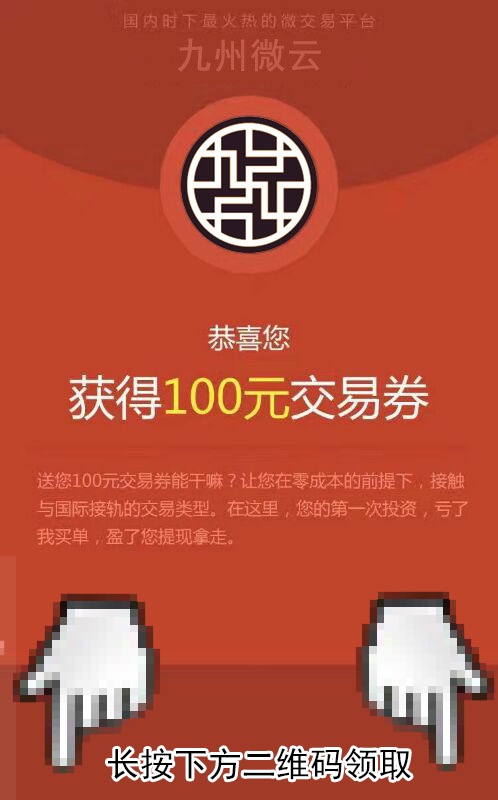 国内时下最火热的微交易平台
九州微云
恭喜您
获得100元交易券
送您100元交易券能干嘛？让您在零成本的前提下，接触
与国际接轨的交易类型。在这里，您的第一次投资，亏了
我买单，盈了您提现拿走。
长按下方二维码领取